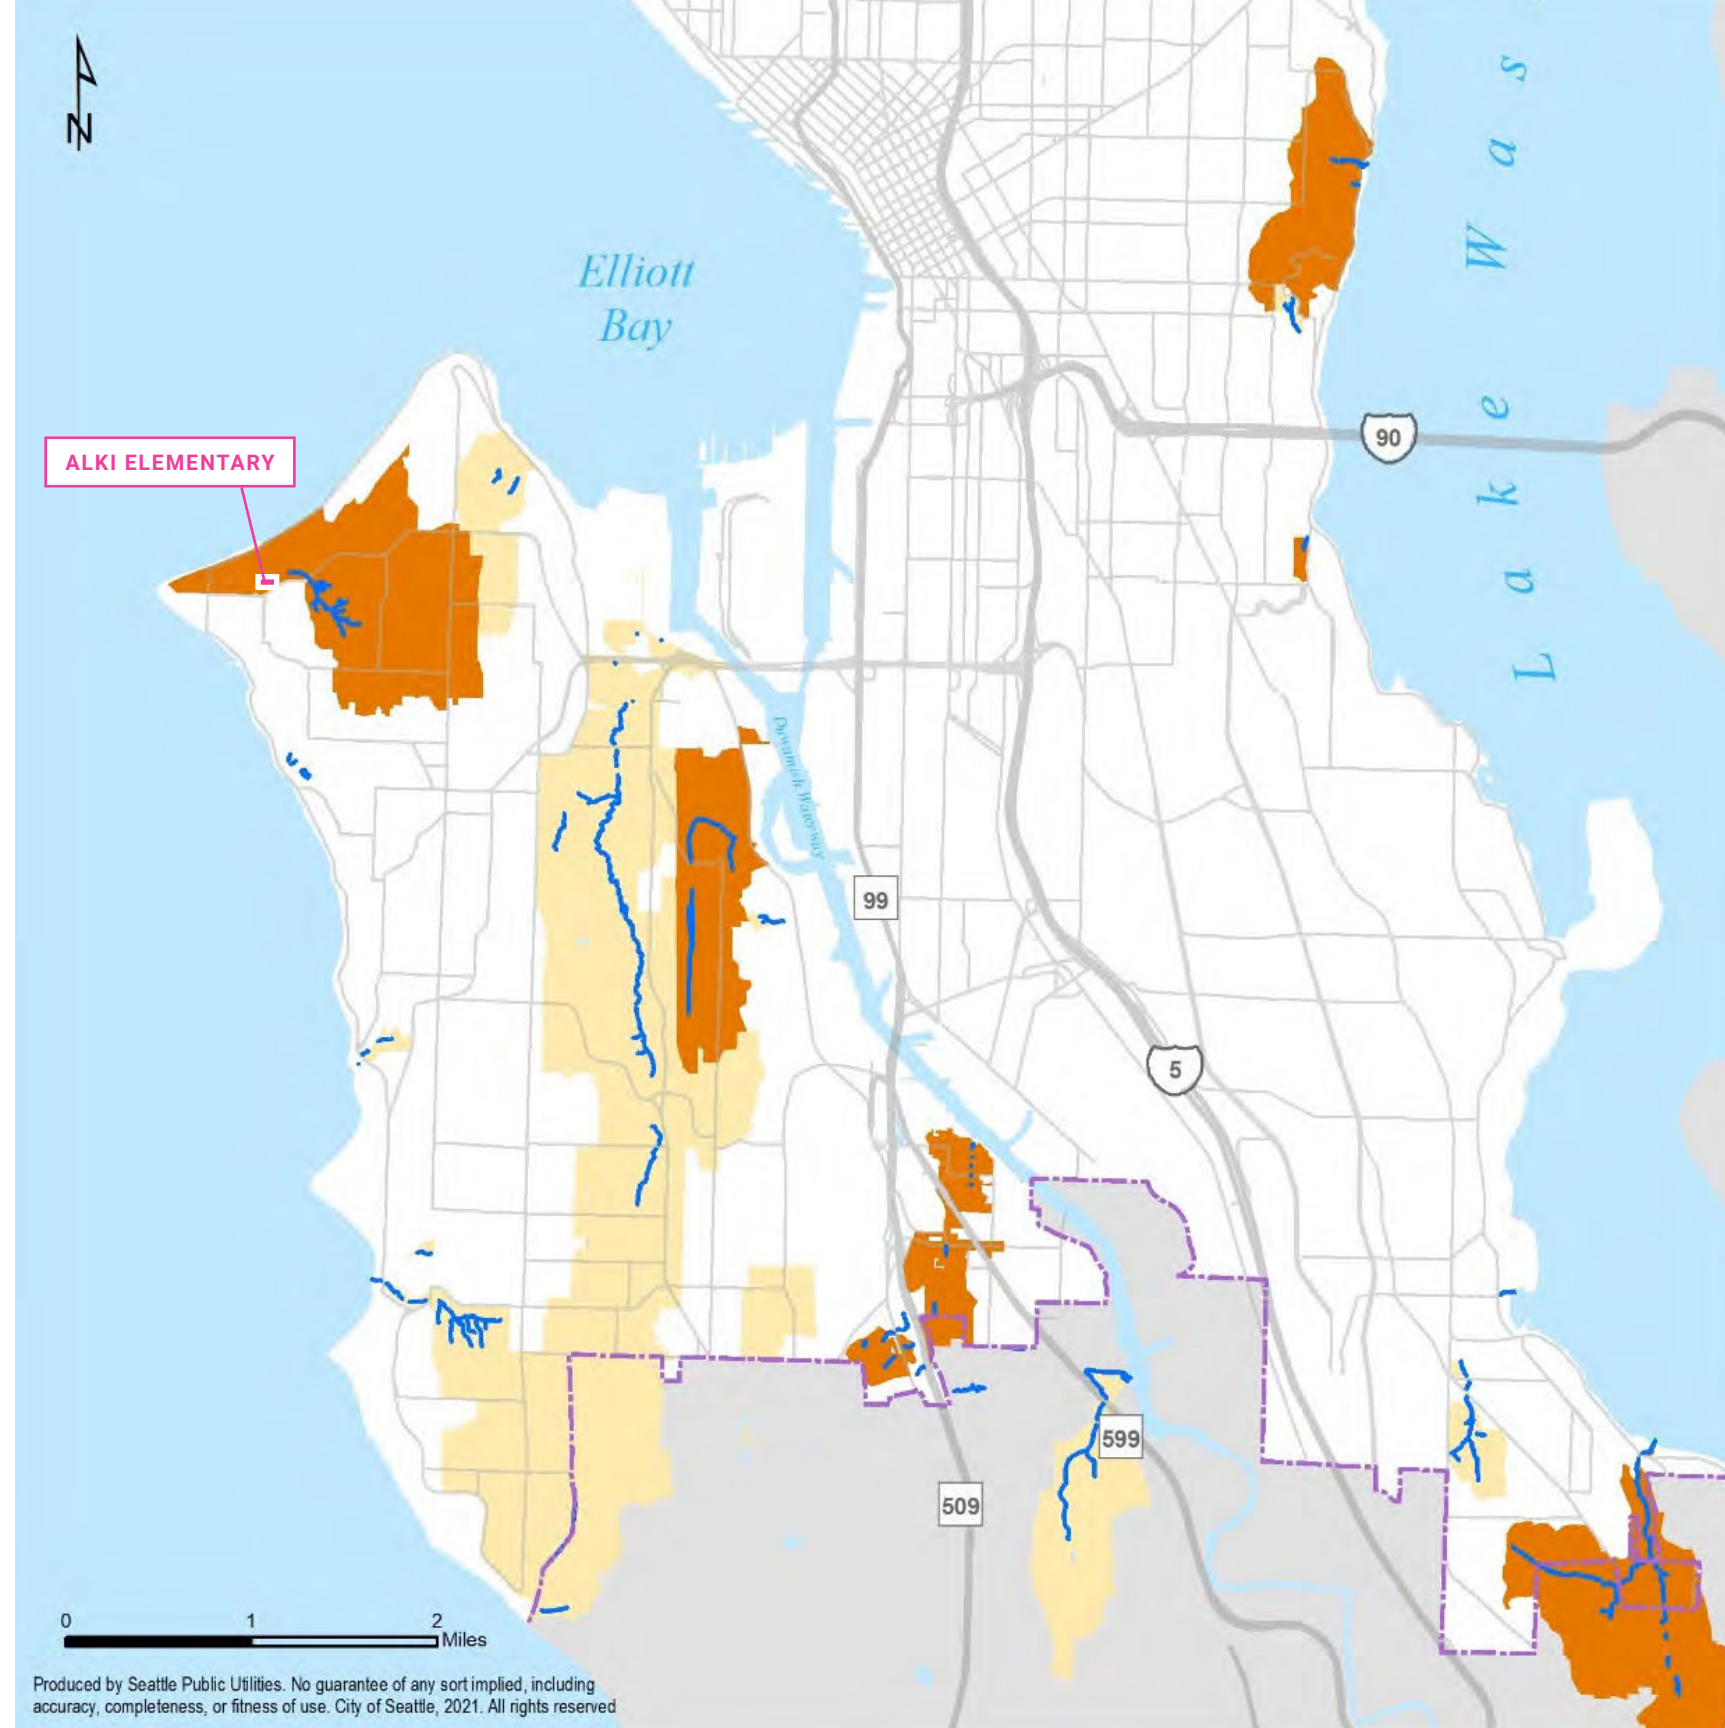 N
Elliott
Bay
ALKI ELEMENTARY
Lake Was
90
Duwamish Waterway
99
5
599
509
0 1 2
Miles
Produced by Seattle Public Utilities. No guarantee of any sort implied, including
accuracy, completeness, or fitness of use. City of Seattle, 2021. All rights reserved